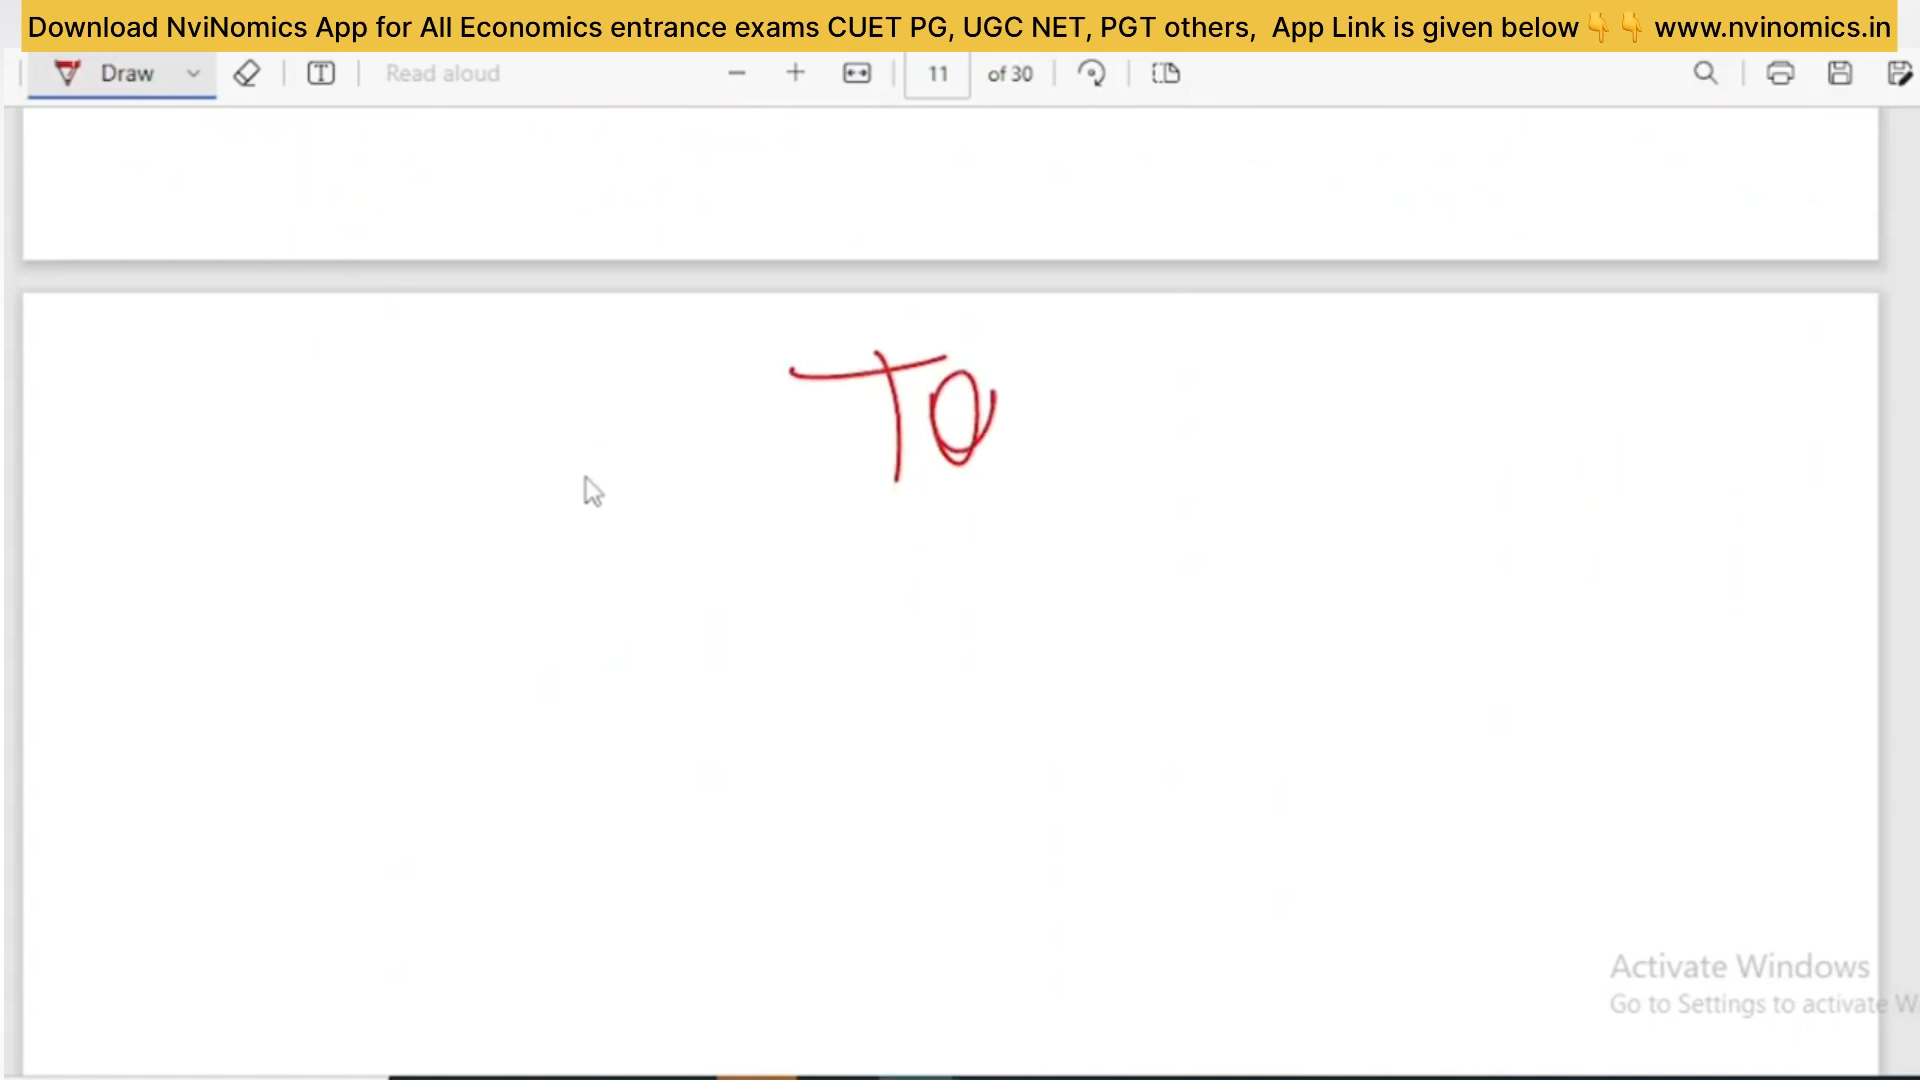 Download NviNomics App for All Economics entrance exams CUET PG, UGC NET, PGT others, App Link is given below👇👇 www.nvinomics.in
Draw Read aloud 11 of 30
To
Activate Windows
Go to Settings to activate W